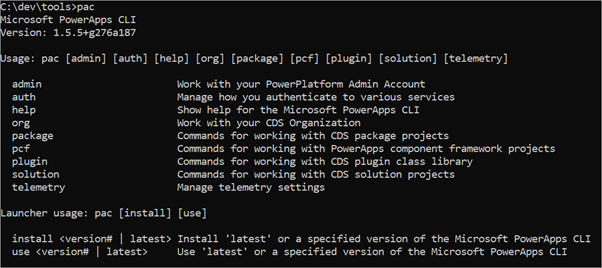 C:\dev\tools>pac
Microsoft PowerApps CLI
Version: 1.5.5+g276a187
Usage: pac [admin] [auth] [help] [org] [package] [pcf] [plugin] [solution] [telemetry]
admin Work with your PowerPlatform Admin Account
auth Manage how you authenticate to various services
help Show help for the Microsoft PowerApps CLI
org Work with your CDS Organization
package Commands for working with CDS package projects
pcf Commands for working with PowerApps component framework projects
plugin Commands for working with CDS plugin class library
solution Commands for working with CDS solution projects
telemetry Manage telemetry settings
Launcher usage: pac [install] [use]
install <version# | latest> Install 'latest' or a specified version of the Microsoft PowerApps CLI
use <version# | latest> Use 'latest' or a specified version of the Microsoft PowerApps CLI